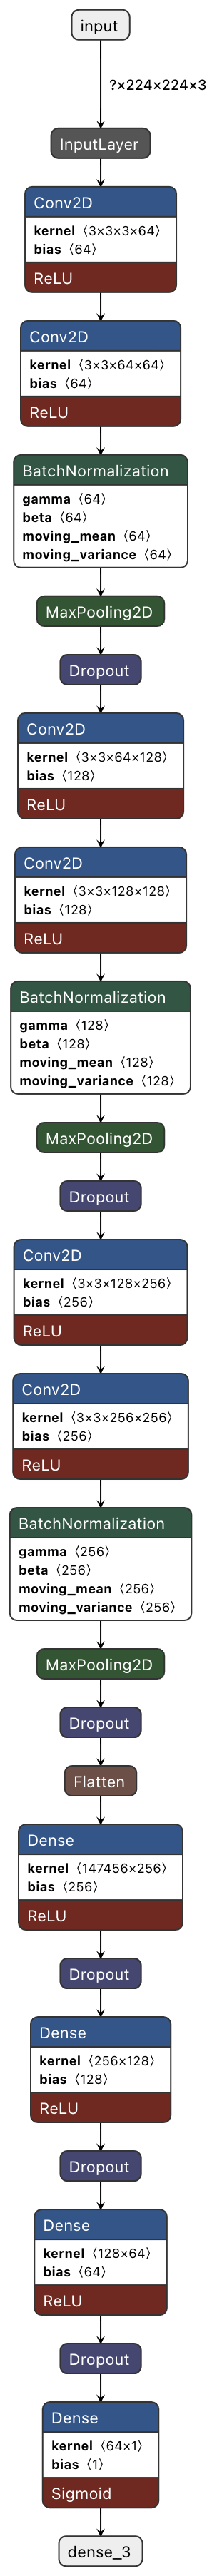 input
?×224×224×3
InputLayer
Conv2D
kernel ⟨3×3×3×64⟩
bias ⟨64⟩
ReLU
Conv2D
kernel ⟨3×3×64×64⟩
bias ⟨64⟩
ReLU
BatchNormalization
gamma ⟨64⟩
beta ⟨64⟩
moving_mean ⟨64⟩
moving_variance ⟨64⟩
MaxPooling2D
Dropout
Conv2D
kernel ⟨3×3×64×128⟩
bias ⟨128⟩
ReLU
Conv2D
kernel ⟨3×3×128×128⟩
bias ⟨128⟩
ReLU
BatchNormalization
gamma ⟨128⟩
beta ⟨128⟩
moving_mean ⟨128⟩
moving_variance ⟨128⟩
MaxPooling2D
Dropout
Conv2D
kernel ⟨3×3×128×256⟩
bias ⟨256⟩
ReLU
Conv2D
kernel ⟨3×3×256×256⟩
bias ⟨256⟩
ReLU
BatchNormalization
gamma ⟨256⟩
beta ⟨256⟩
moving_mean ⟨256⟩
moving_variance ⟨256⟩
MaxPooling2D
Dropout
Flatten
Dense
kernel ⟨147456×256⟩
bias ⟨256⟩
ReLU
Dropout
Dense
kernel ⟨256×128⟩
bias ⟨128⟩
ReLU
Dropout
Dense
kernel ⟨128×64⟩
bias ⟨64⟩
ReLU
Dropout
Dense
kernel ⟨64×1⟩
bias ⟨1⟩
Sigmoid
dense_3